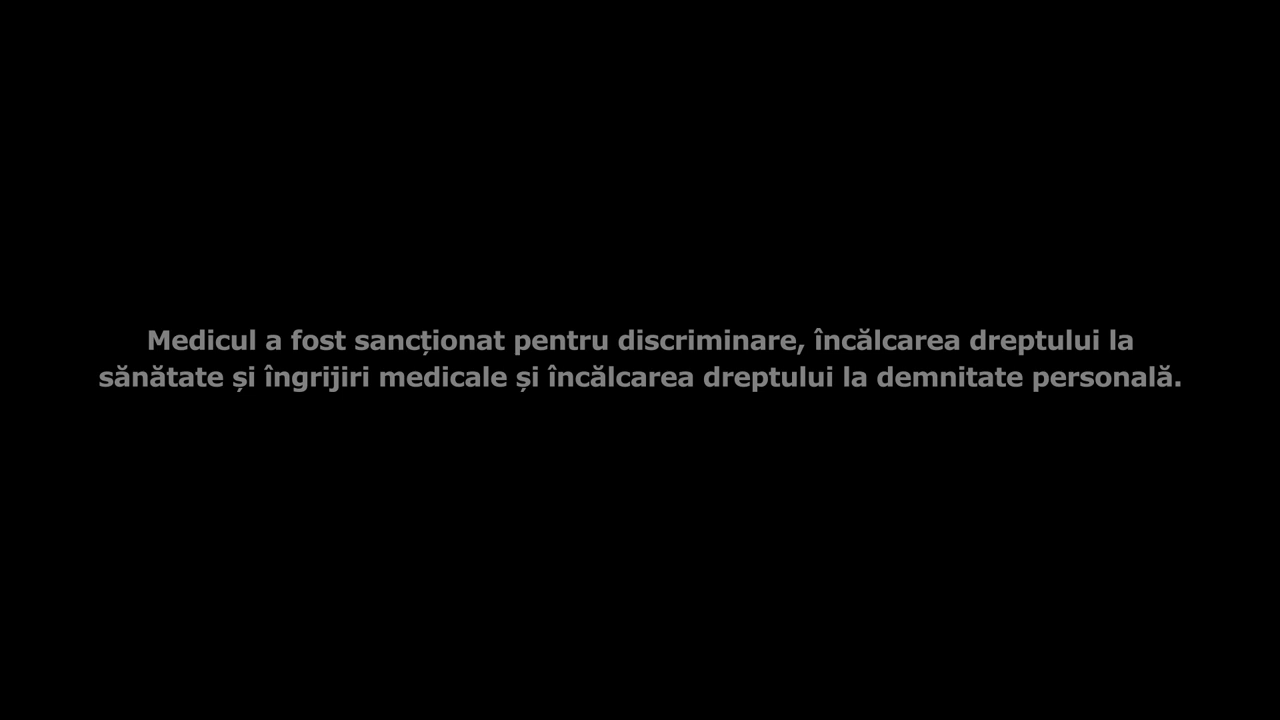 Medicul a fost sancționat pentru discriminare, încălcarea dreptului la
sănătate și îngrijiri medicale și încălcarea dreptului la demnitate personală.